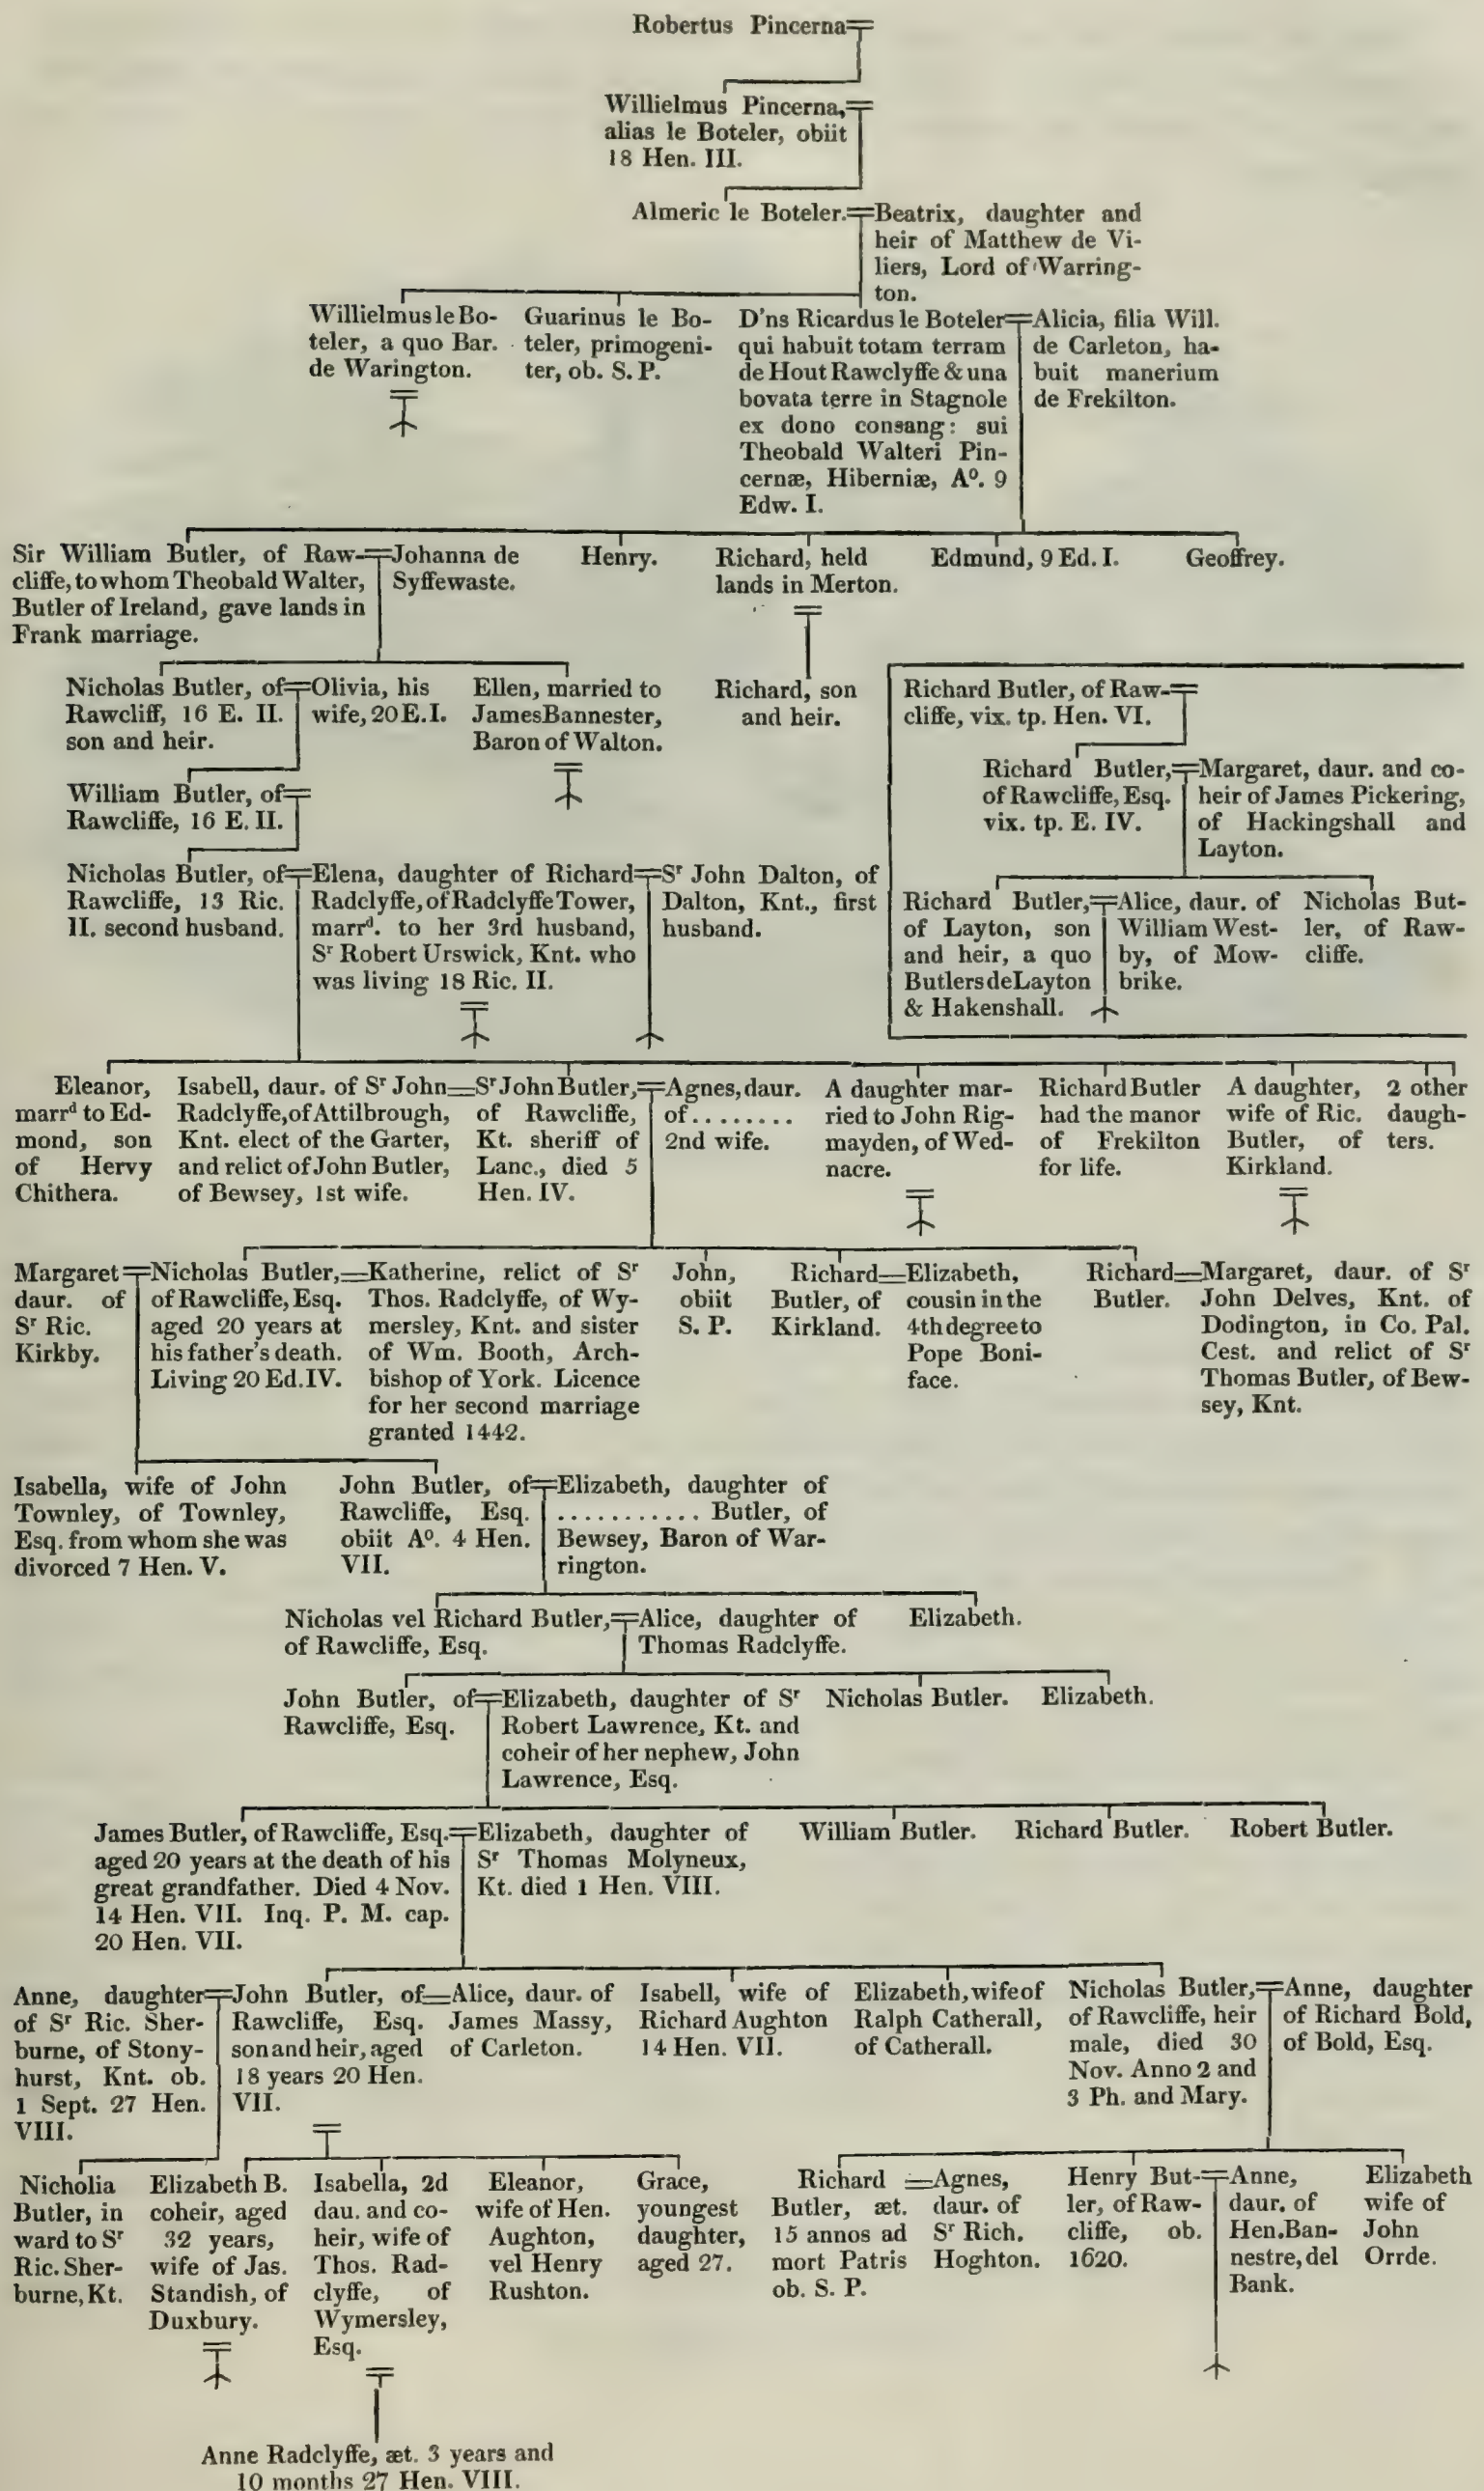 Robertus Pincerna
Willielmus Pincerna,
alias le Boteler, obiit
18 Hen. III.
Almeric le Boteler.
Beatrix, daughter and
heir of Matthew de Vi-
liers, Lord of Warring-
ton.
Willielmus le Bo-
teler, a quo Bar.
de Warington.
Guarinus le Bo-
teler, primogeni-
ter, ob. S. P.
D'ns Ricardus le Boteler
qui habuit totam terram
de Hout Rawclyffe & una
bovata terre in Stagnole
ex dono consang: sui
Theobald Walteri Pin-
cernæ, Hiberniæ, Aº. 9
Edw. I.
Alicia, filia Will.
de Carleton, ha-
buit manerium
de Frekilton.
Sir William Butler, of Raw-
cliffe, to whom Theobald Walter,
Butler of Ireland, gave lands in
Frank marriage.
Johanna de
Syffewaste.
Henry.
Richard, held
lands in Merton.
Edmund, 9 Ed. I.
Geoffrey.
Nicholas Butler, of
Rawcliff, 16 E. II.
son and heir.
Olivia, his
wife, 20 E. I.
Ellen, married to
James Bannester,
Baron of Walton.
Richard, son
and heir.
Richard Butler, of Raw-
cliffe, vix. tp. Hen. VI.
Richard Butler,
of Rawcliffe, Esq.
vix. tp. E. IV.
Margaret, daur. and co-
heir of James Pickering,
of Hackingshall and
Layton.
William Butler, of
Rawcliffe, 16 E. II.
Nicholas Butler, of
Rawcliffe, 13 Ric.
II. second husband.
Elena, daughter of Richard
Radclyffe, of Radclyffe Tower,
marrᵈ. to her 3rd husband,
Sʳ Robert Urswick, Knt. who
was living 18 Ric. II.
Sʳ John Dalton, of
Dalton, Knt., first
husband.
Richard Butler,
of Layton, son
and heir, a quo
Butlers de Layton
& Hakenshall.
Alice, daur. of
William West-
by, of Mow-
brike.
Nicholas But-
ler, of Raw-
cliffe.
Eleanor,
marrᵈ to Ed-
mond, son
of Hervy
Chithera.
Isabell, daur. of Sʳ John
Radclyffe, of Attilbrough,
Knt. elect of the Garter,
and relict of John Butler,
of Bewsey, 1st wife.
Sʳ John Butler,
of Rawcliffe,
Kt. sheriff of
Lanc., died 5
Hen. IV.
Agnes, daur.
of.........
2nd wife.
A daughter mar-
ried to John Rig-
mayden, of Wed-
nacre.
Richard Butler
had the manor
of Frekilton
for life.
A daughter,
wife of Ric.
Butler, of
Kirkland.
2 other
daugh-
ters.
Margaret
daur. of
Sʳ Ric.
Kirkby.
Nicholas Butler,
of Rawcliffe, Esq.
aged 20 years at
his father's death.
Living 20 Ed. IV.
Katherine, relict of Sʳ
Thos. Radclyffe, of Wy-
mersley, Knt. and sister
of Wm. Booth, Arch-
bishop of York. Licence
for her second marriage
granted 1442.
John,
obiit
S. P.
Richard
Butler, of
Kirkland.
Elizabeth,
cousin in the
4th degree to
Pope Boni-
face.
Richard
Butler.
Margaret, daur. of Sʳ
John Delves, Knt. of
Dodington, in Co. Pal.
Cest. and relict of Sʳ
Thomas Butler, of Bew-
sey, Knt.
Isabella, wife of John
Townley, of Townley,
Esq. from whom she was
divorced 7 Hen. V.
John Butler, of
Rawcliffe, Esq.
obiit Aº. 4 Hen.
VII.
Elizabeth, daughter of
........... Butler, of
Bewsey, Baron of War-
rington.
Nicholas vel Richard Butler,
of Rawcliffe, Esq.
Alice, daughter of
Thomas Radclyffe.
Elizabeth.
John Butler, of
Rawcliffe, Esq.
Elizabeth, daughter of Sʳ
Robert Lawrence, Kt. and
coheir of her nephew, John
Lawrence, Esq.
Nicholas Butler.
Elizabeth.
James Butler, of Rawcliffe, Esq.
aged 20 years at the death of his
great grandfather. Died 4 Nov.
14 Hen. VII. Inq. P. M. cap.
20 Hen. VII.
Elizabeth, daughter of
Sʳ Thomas Molyneux,
Kt. died 1 Hen. VIII.
William Butler.
Richard Butler.
Robert Butler.
Anne, daughter
of Sʳ Ric. Sher-
burne, of Stony-
hurst, Knt. ob.
1 Sept. 27 Hen.
VIII.
John Butler, of
Rawcliffe, Esq.
son and heir, aged
18 years 20 Hen.
VII.
Alice, daur. of
James Massy,
of Carleton.
Isabell, wife of
Richard Aughton
14 Hen. VII.
Elizabeth, wife of
Ralph Catherall,
of Catherall.
Nicholas Butler,
of Rawcliffe, heir
male, died 30
Nov. Anno 2 and
3 Ph. and Mary.
Anne, daughter
of Richard Bold,
of Bold, Esq.
Nicholia
Butler, in
ward to Sʳ
Ric. Sher-
burne, Kt.
Elizabeth B.
coheir, aged
32 years,
wife of Jas.
Standish, of
Duxbury.
Isabella, 2d
dau. and co-
heir, wife of
Thos. Rad-
clyffe, of
Wymersley,
Esq.
Eleanor,
wife of Hen.
Aughton,
vel Henry
Rushton.
Grace,
youngest
daughter,
aged 27.
Richard
Butler, æt.
15 annos ad
mort Patris
ob. S. P.
Agnes,
daur. of
Sʳ Rich.
Hoghton.
Henry But-
ler, of Raw-
cliffe, ob.
1620.
Anne,
daur. of
Hen. Ban-
nestre, del
Bank.
Elizabeth
wife of
John
Orrde.
Anne Radclyffe, æt. 3 years and
10 months 27 Hen. VIII.